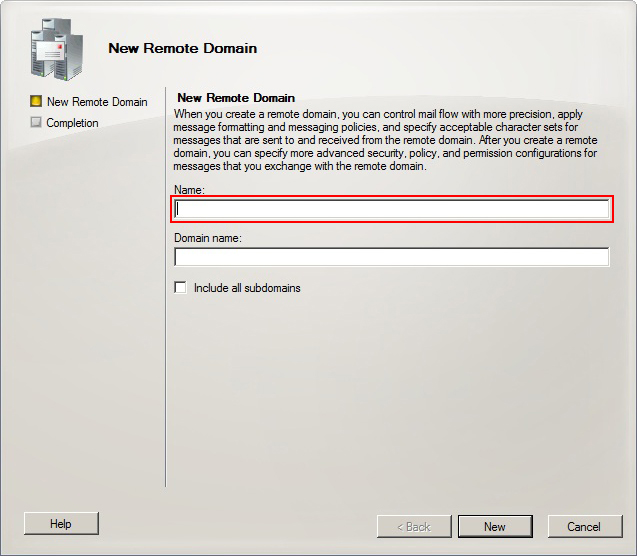 New Remote Domain
New Remote Domain
Completion
New Remote Domain
When you create a remote domain, you can control mail flow with more precision, apply
message formatting and messaging policies, and specify acceptable character sets for
messages that are sent to and received from the remote domain. After you create a remote
domain, you can specify more advanced security, policy, and permission configurations for
messages that you exchange with the remote domain.
Name:
Domain name:
Include all subdomains
Help
< Back
New
Cancel